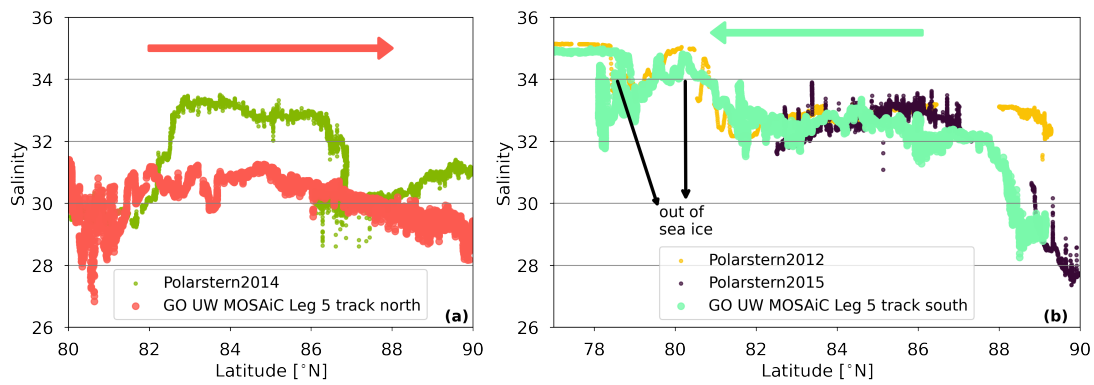 36
34
32
30
28
26
Salinity
80
82
84
86
88
90
Latitude [°N]
Polarstern2014
GO UW MOSAiC Leg 5 track north
(a)
36
34
32
30
28
26
Salinity
78
80
82
84
86
88
90
Latitude [°N]
out of
sea ice
Polarstern2012
Polarstern2015
GO UW MOSAiC Leg 5 track south
(b)